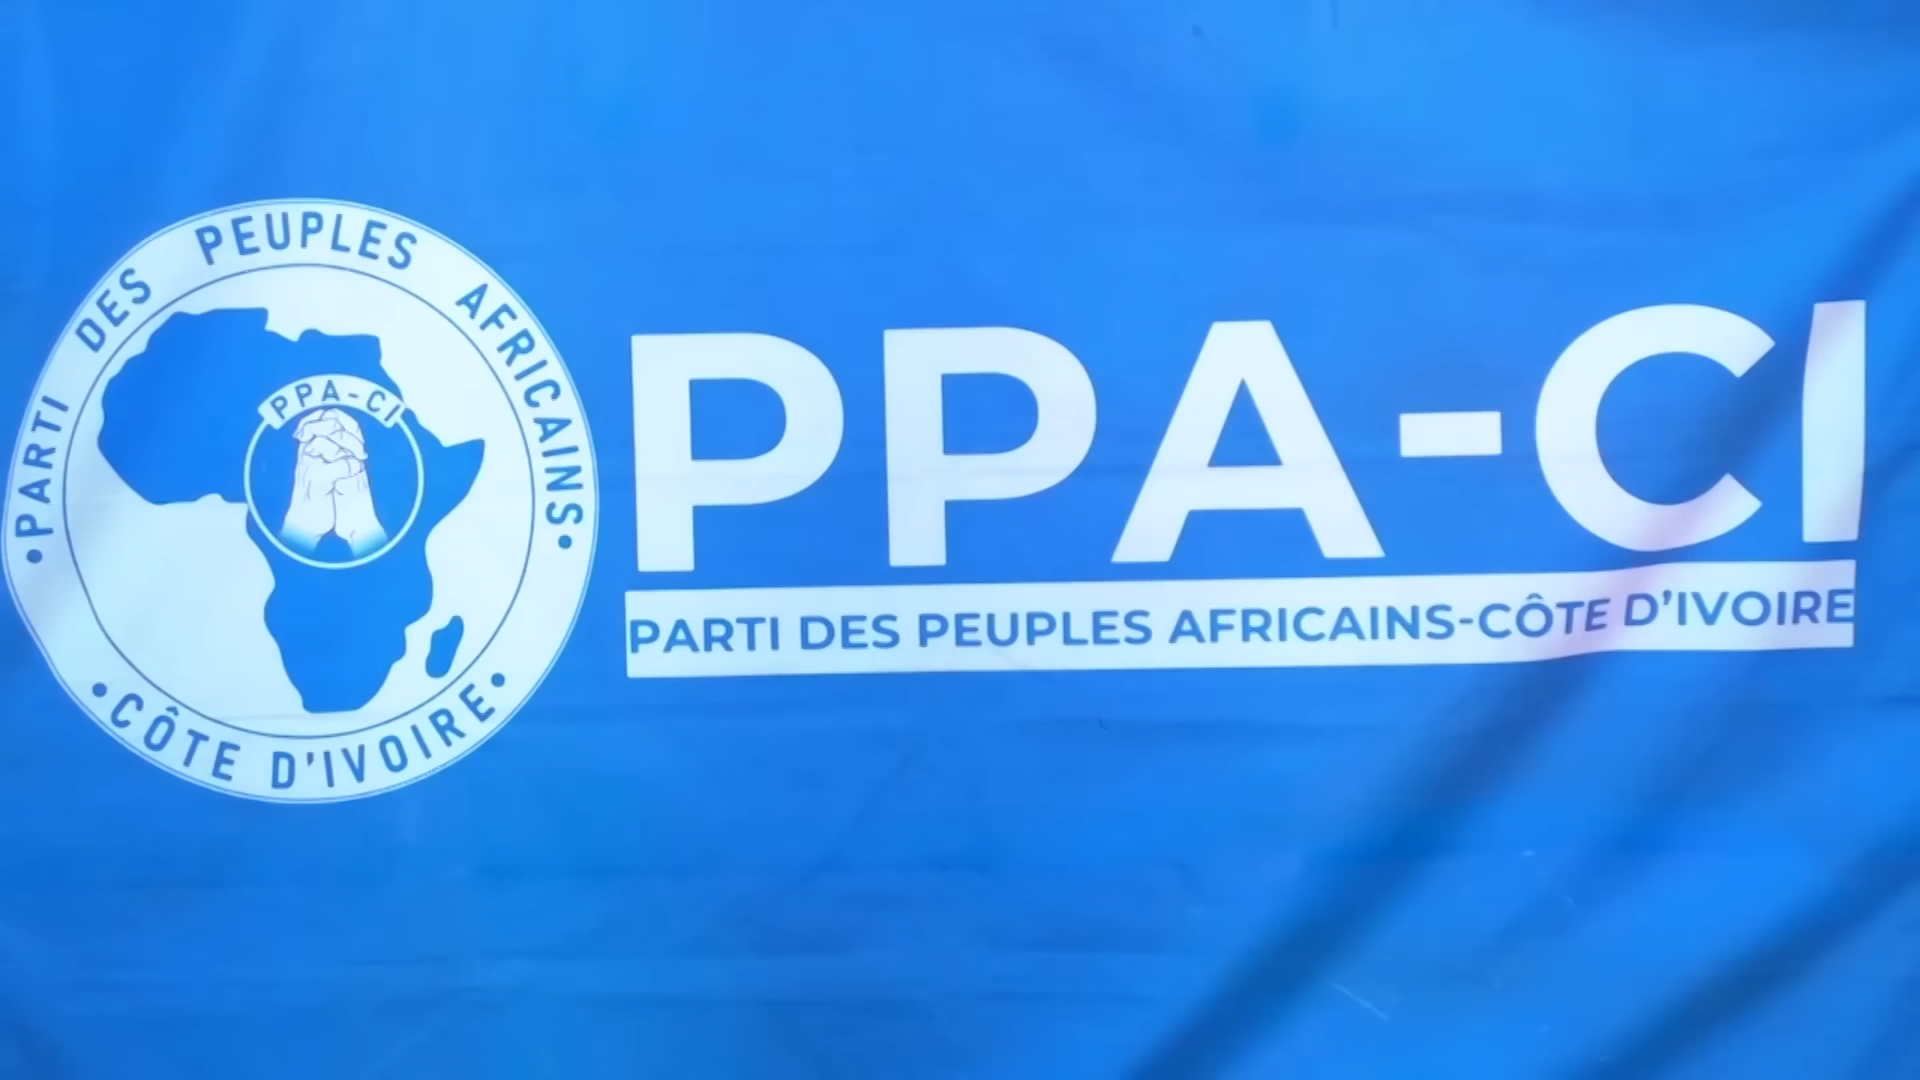 PARTI DES PEUPLES AFRICAINS
PPA-CI
CÔTE D'IVOIRE
PPA-CI
PARTI DES PEUPLES AFRICAINS-CÔTE D'IVOIRE